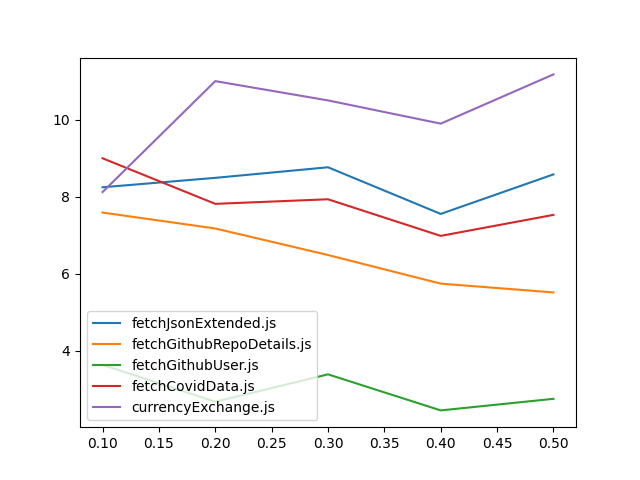 10
8
6
4
fetchJsonExtended.js
fetchGithubRepoDetails.js
fetchGithubUser.js
fetchCovidData.js
currencyExchange.js
0.10 0.15 0.20 0.25 0.30 0.35 0.40 0.45 0.50